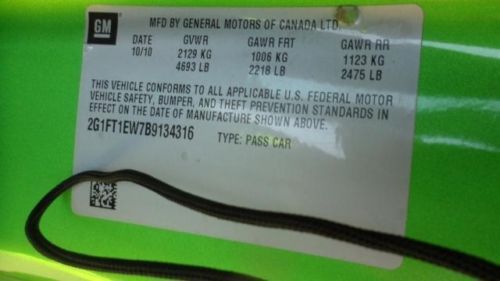 GM
MFD BY GENERAL MOTORS OF CANADA LTD.
DATE GVWR GAWR FRT GAWR RR
10/10 2129 KG 1006 KG 1123 KG
4693 LB 2218 LB 2475 LB
THIS VEHICLE CONFORMS TO ALL APPLICABLE U.S. FEDERAL MOTOR
VEHICLE SAFETY, BUMPER, AND THEFT PREVENTION STANDARDS IN
EFFECT ON THE DATE OF MANUFACTURE SHOWN ABOVE.
2G1FT1EW7B9134316 TYPE: PASS CAR